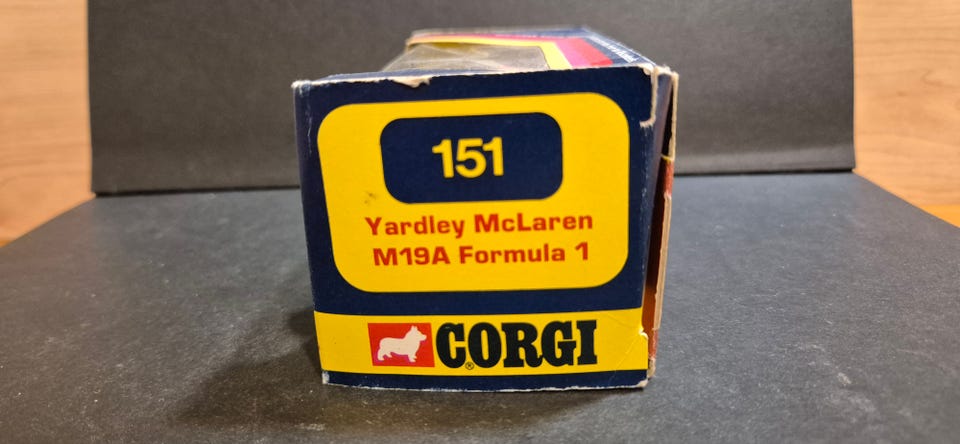 151
Yardley McLaren
M19A Formula 1
CORGI®